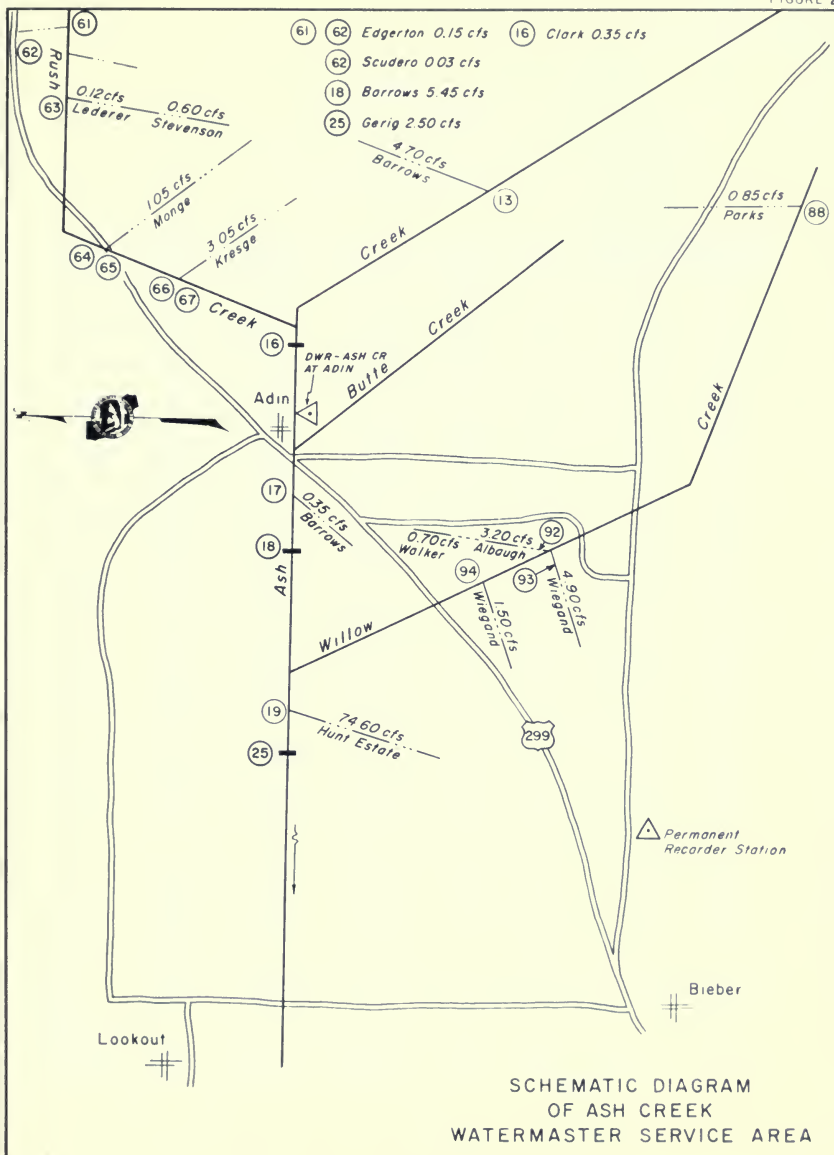 FIGURE 2
61 62 Edgerton 0.15 cfs
16 Clark 0.35 cfs
62 Scudero 0.03 cfs
18 Barrows 5.45 cfs
25 Gerig 2.50 cfs
61
62
Rush
63
0.12 cfs
Lederer
0.60 cfs
Stevenson
1.05 cfs
Monge
3.05 cfs
Kresge
64
65
66
67
Creek
4.70 cfs
Barrows
13
Creek
0.85 cfs
Parks
88
16
DWR-ASH CR
AT ADIN
Adin
Butte Creek
Creek
17
0.35 cfs
Barrows
18
Ash
0.70 cfs
Walker
3.20 cfs
Albaugh
92
93
94
4.90 cfs
Wiegand
1.50 cfs
Wiegand
Willow
19
74.60 cfs
Hunt Estate
25
299
Permanent
Recorder Station
Bieber
Lookout
SCHEMATIC DIAGRAM
OF ASH CREEK
WATERMASTER SERVICE AREA